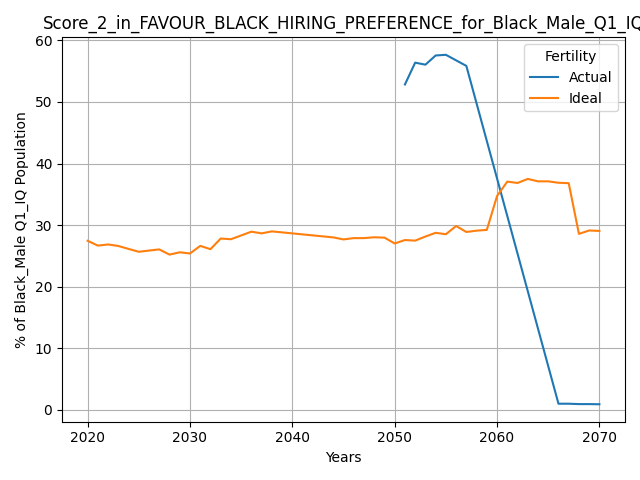 Score_2_in_FAVOUR_BLACK_HIRING_PREFERENCE_for_Black_Male_Q1_IQ
Fertility
Actual
Ideal
60
50
40
30
20
10
0
% of Black_Male Q1_IQ Population
2020 2030 2040 2050 2060 2070
Years